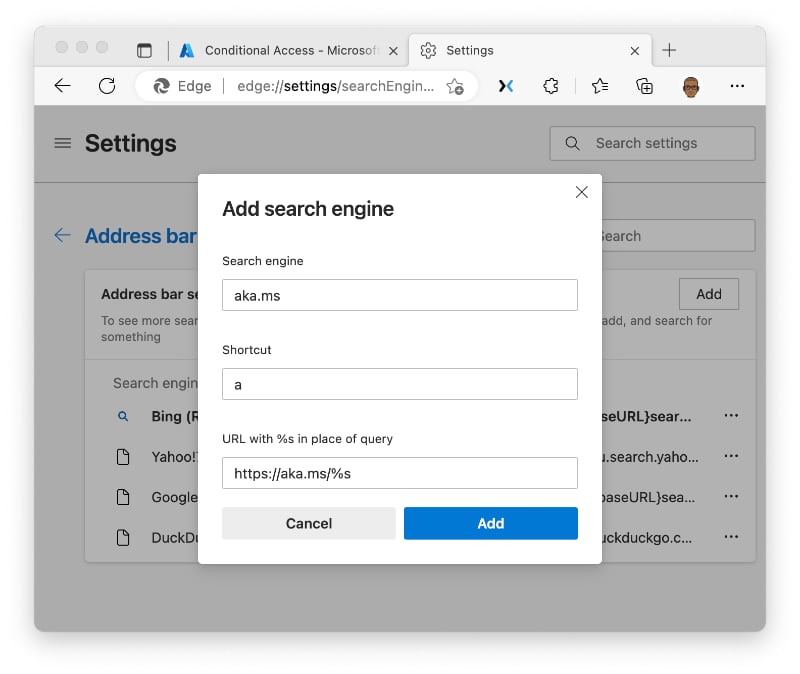 Conditional Access - Microsoft
Settings
Edge
edge://settings/searchEngin...
Settings
Search settings
Add search engine
Address bar
Search
Search engine
aka.ms
Address bar se
Add
To see more sear
add, and search for
something
Shortcut
a
Search engin
Bing (R
aseURL}sear...
URL with %s in place of query
Yahoo!
u.search.yaho...
https://aka.ms/%s
Google
baseURL}sea...
Cancel
Add
DuckDu
uckduckgo.c...